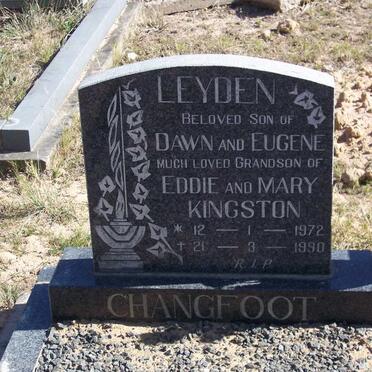 LEYDEN
BELOVED SON OF
DAWN AND EUGENE
MUCH LOVED GRANDSON OF
EDDIE AND MARY
KINGSTON
* 12 - 1 - 1972
† 21 - 3 - 1990
R.I.P.
CHANGFOOT